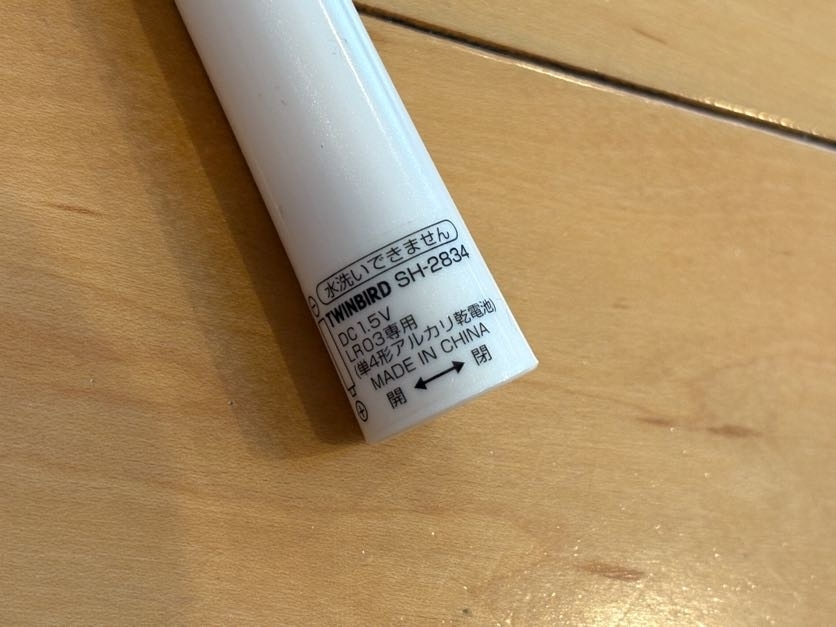 水洗いできません
TWINBIRD SH-2834
DC1.5V
LR03専用
(単4形アルカリ乾電池)
MADE IN CHINA
開 ↔ 閉
⊖
⊕